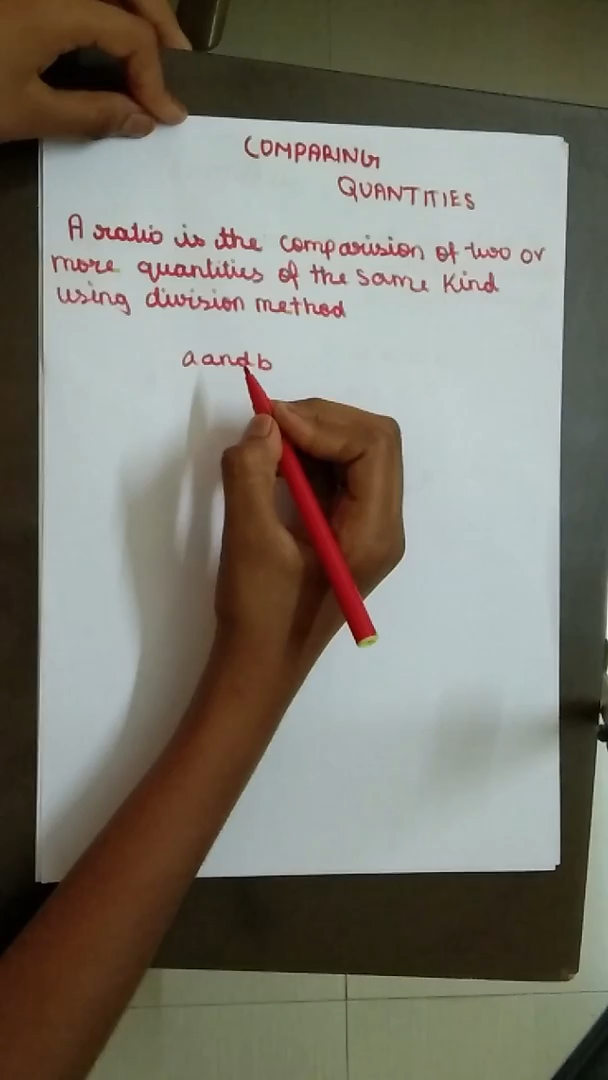 COMPARING
QUANTITIES
A ratio is the comparision of two or
more quantities of the same kind
using division method
a and b